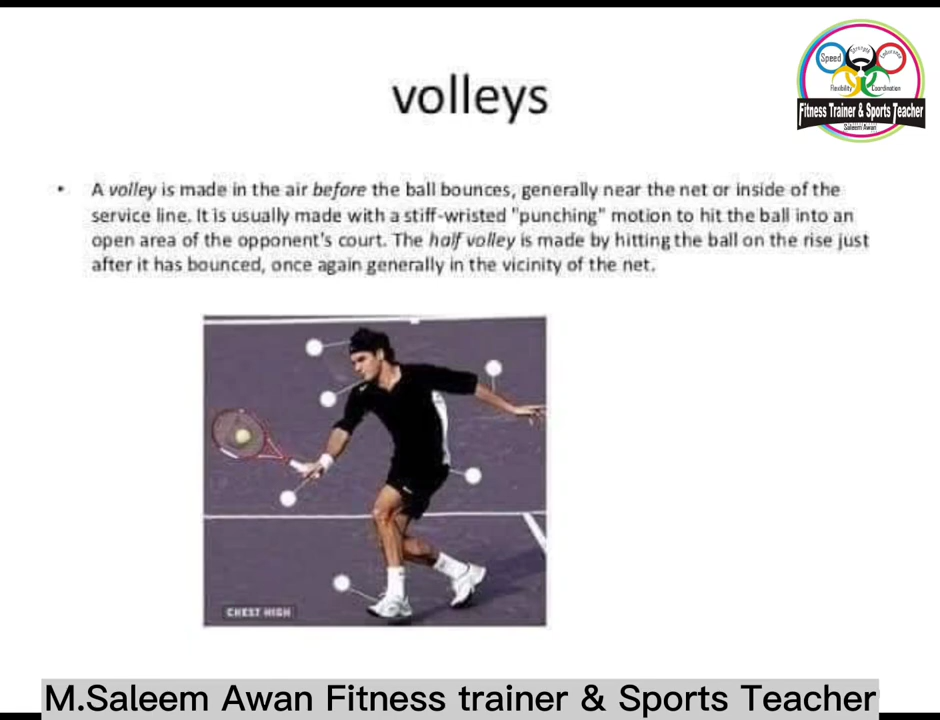 Speed
Strength
Endurance
Flexibility
Coordination
Fitness Trainer & Sports Teacher
Saleem Awan
volleys
• A volley is made in the air before the ball bounces, generally near the net or inside of the
service line. It is usually made with a stiff-wristed "punching" motion to hit the ball into an
open area of the opponent's court. The half volley is made by hitting the ball on the rise just
after it has bounced, once again generally in the vicinity of the net.
CHEST HIGH
M.Saleem Awan Fitness trainer & Sports Teacher